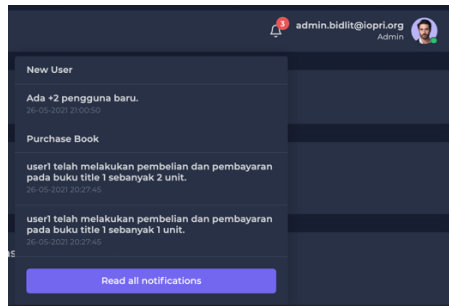 3
admin.bidlit@iopri.org
Admin
New User
Ada +2 pengguna baru.
26-05-2021 21:00:50
Purchase Book
user1 telah melakukan pembelian dan pembayaran
pada buku title 1 sebanyak 2 unit.
26-05-2021 20:27:45
user1 telah melakukan pembelian dan pembayaran
pada buku title 1 sebanyak 1 unit.
26-05-2021 20:27:45
Read all notifications